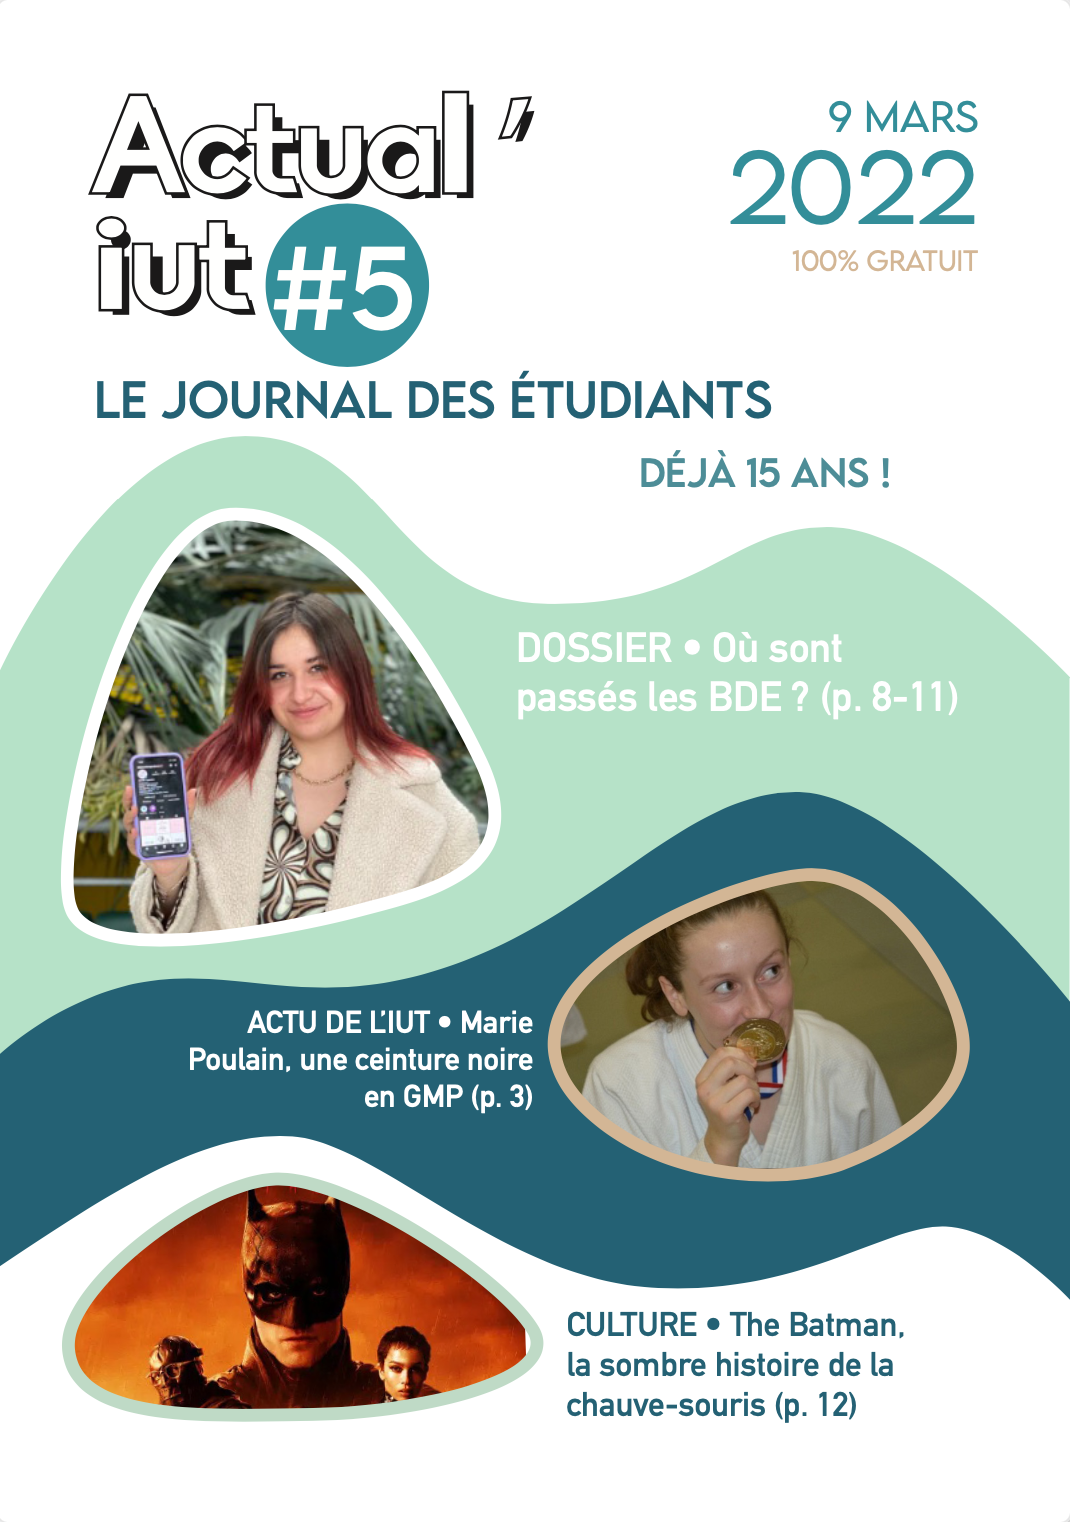 Actual'
iut #5
9 MARS
2022
100% GRATUIT
LE JOURNAL DES ÉTUDIANTS
DÉJÀ 15 ANS !
DOSSIER • Où sont
passés les BDE ? (p. 8-11)
ACTU DE L'IUT • Marie
Poulain, une ceinture noire
en GMP (p. 3)
CULTURE • The Batman,
la sombre histoire de la
chauve-souris (p. 12)